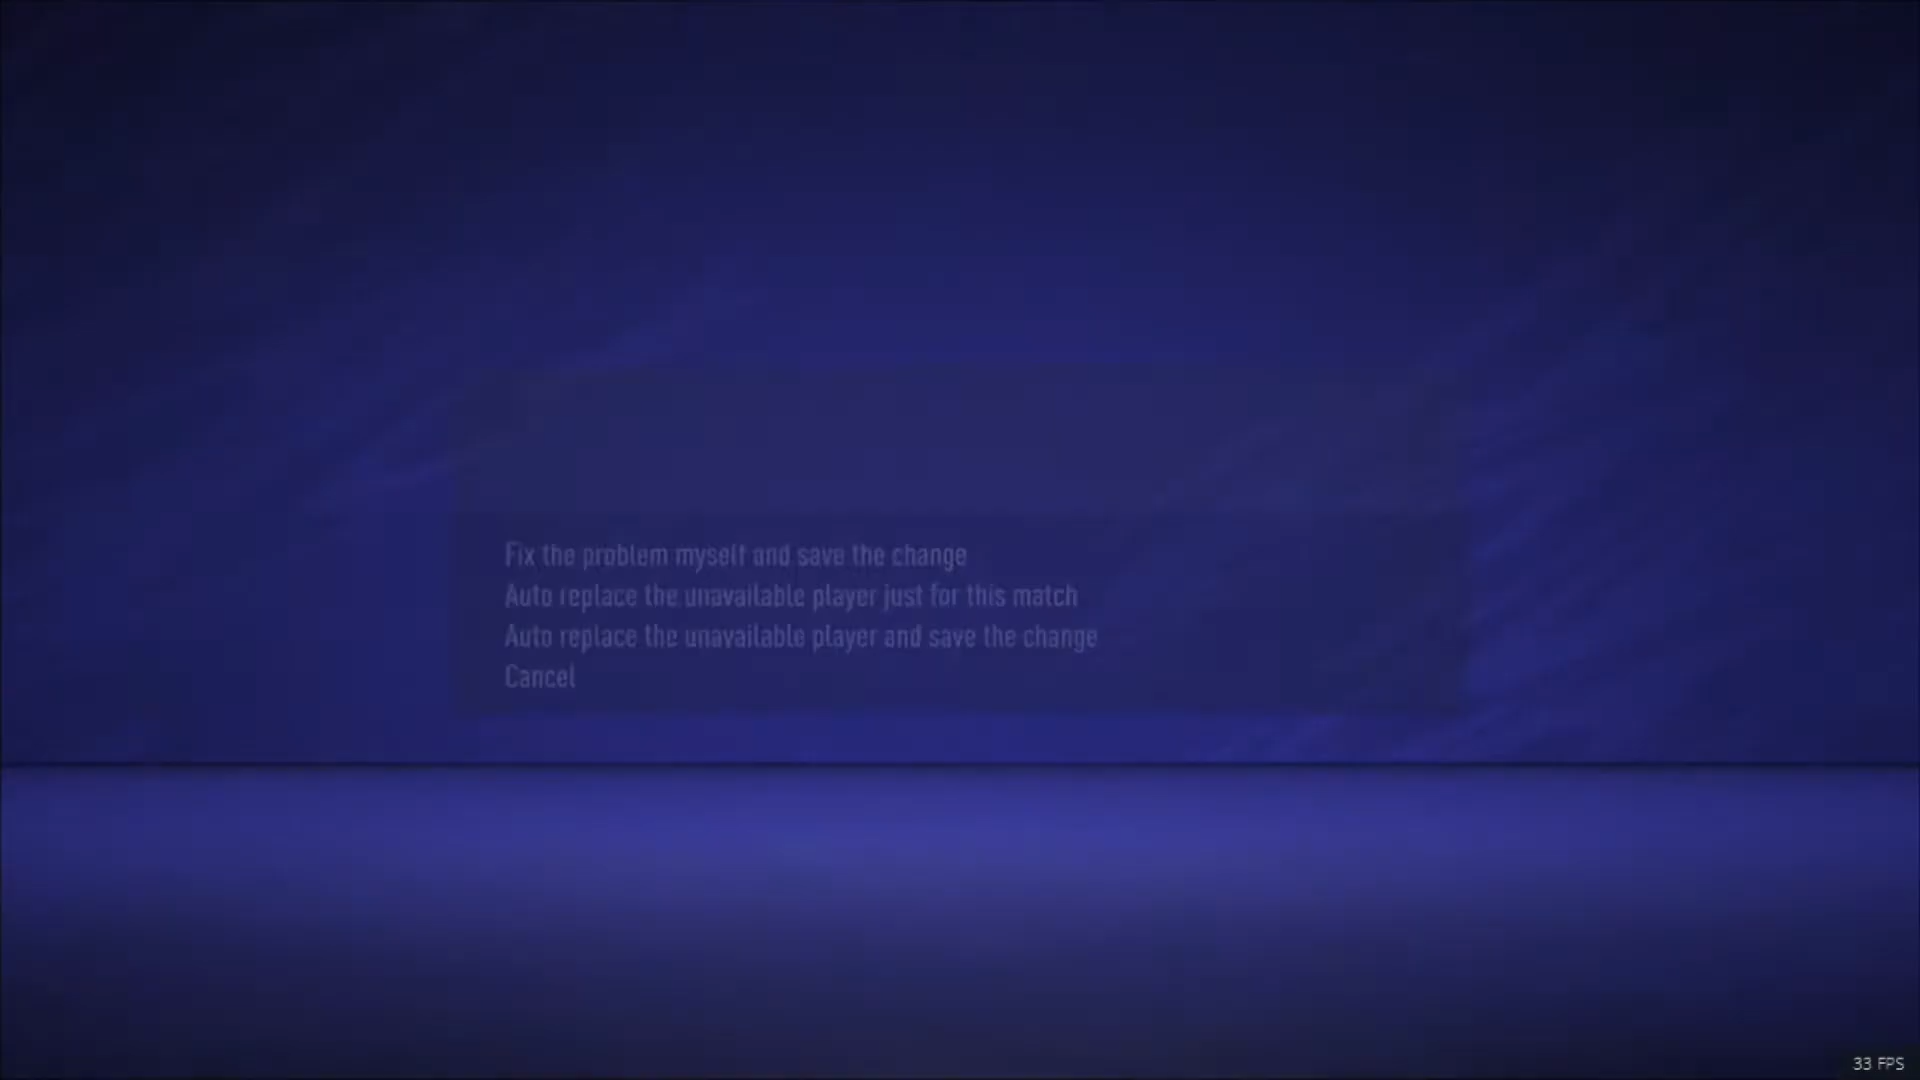 Fix the problem myself and save the change
Auto replace the unavailable player just for this match
Auto replace the unavailable player and save the change
Cancel
33 FPS